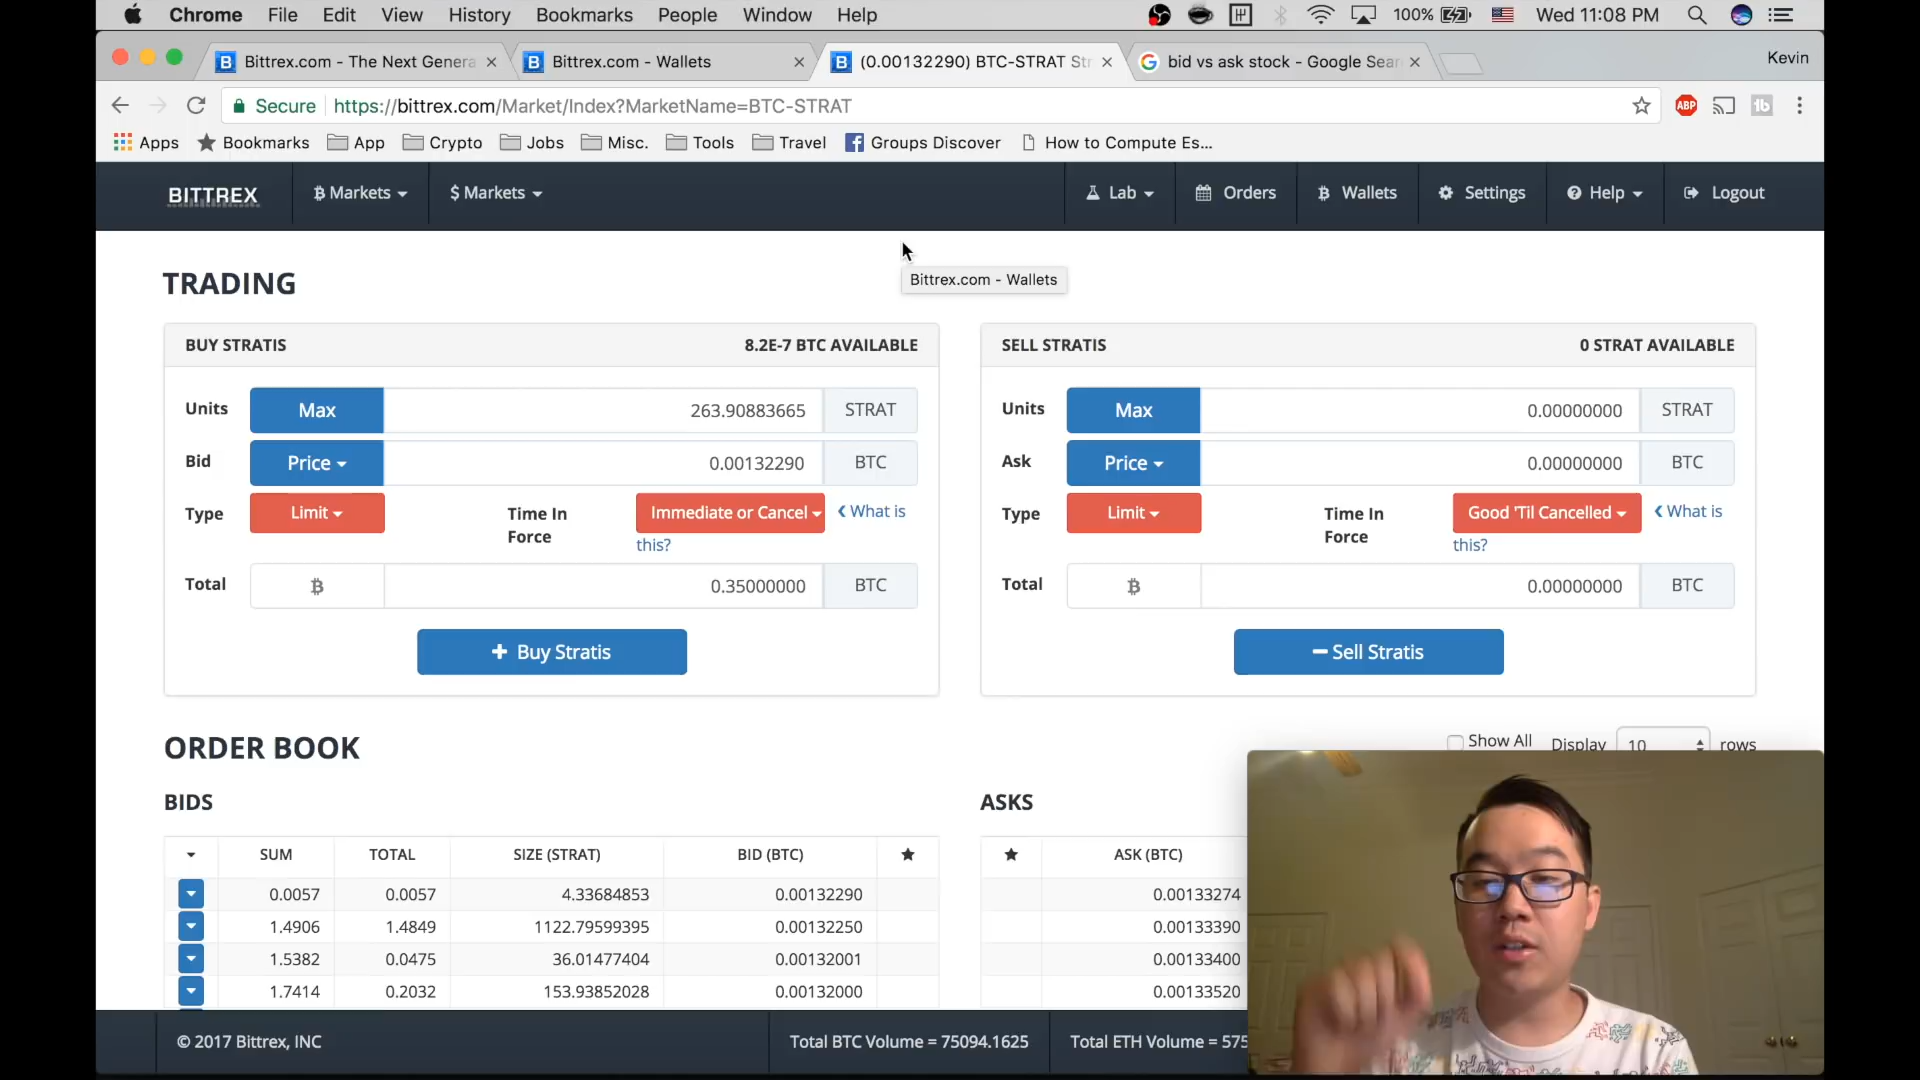 Chrome File Edit View History Bookmarks People Window Help 100% Wed 11:08 PM
Bittrex.com - The Next Genera Bittrex.com - Wallets (0.00132290) BTC-STRAT Str bid vs ask stock - Google Sear Kevin
Secure https://bittrex.com/Market/Index?MarketName=BTC-STRAT ABP
Apps Bookmarks App Crypto Jobs Misc. Tools Travel Groups Discover How to Compute Es...
BITTREX Markets $ Markets Lab Orders Wallets Settings Help Logout
Bittrex.com - Wallets
TRADING
BUY STRATIS 8.2E-7 BTC AVAILABLE
Units Max 263.90883665 STRAT
Bid Price 0.00132290 BTC
Type Limit Time In Force Immediate or Cancel What is this?
Total 0.35000000 BTC
+ Buy Stratis
SELL STRATIS 0 STRAT AVAILABLE
Units Max 0.00000000 STRAT
Ask Price 0.00000000 BTC
Type Limit Time In Force Good 'Til Cancelled What is this?
Total 0.00000000 BTC
Sell Stratis
ORDER BOOK
Show All Display 10 rows
BIDS
SUM TOTAL SIZE (STRAT) BID (BTC)
0.0057 0.0057 4.33684853 0.00132290
1.4906 1.4849 1122.79599395 0.00132250
1.5382 0.0475 36.01477404 0.00132001
1.7414 0.2032 153.93852028 0.00132000
ASKS
ASK (BTC)
0.00133274
0.00133390
0.00133400
0.00133520
© 2017 Bittrex, INC Total BTC Volume = 75094.1625 Total ETH Volume = 575